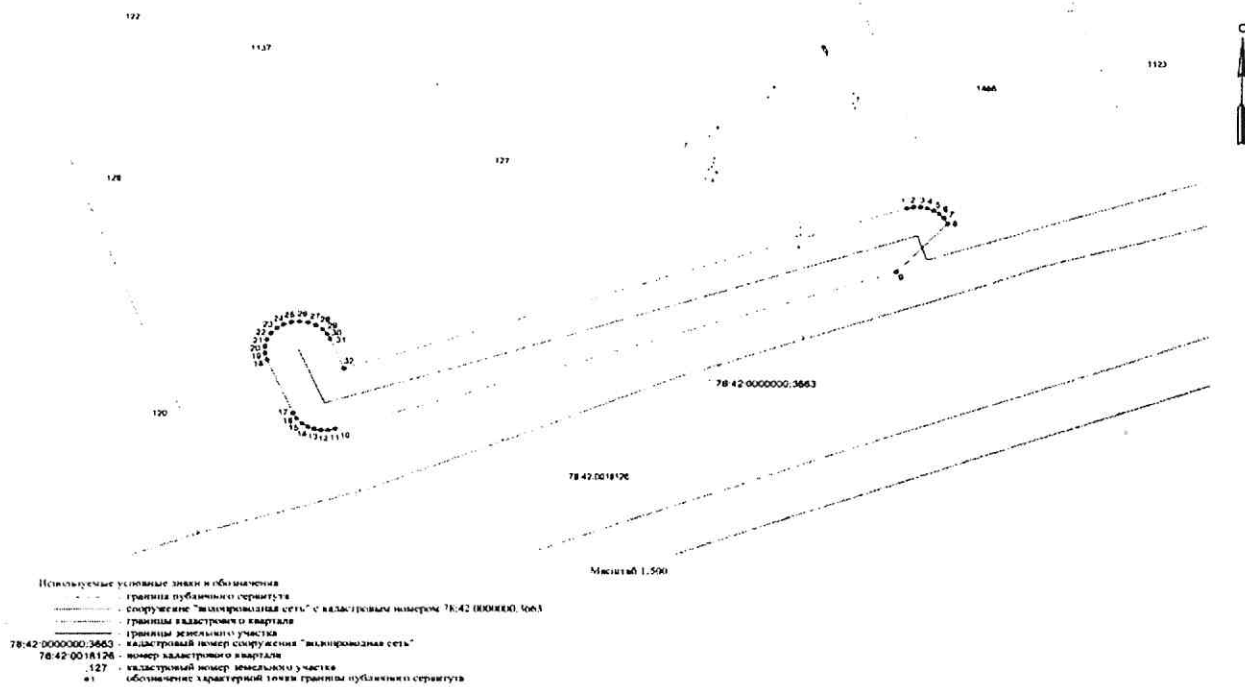 122
1137
С
1123
1466
127
128
1 2 3 4 5 6 7 8
9
23 24 25 26 27 28 29 30 31
22
21
20
19
18
32
120
17
16
15 14 13 12 11 10
78:42:0000000:3663
78:42:0018126
Масштаб 1:500
Используемые условные знаки и обозначения
- граница публичного сервитута
- сооружение "водопроводная сеть" с кадастровым номером 78:42:0000000:3663
- границы кадастрового квартала
- границы земельного участка
78:42:0000000:3663 - кадастровый номер сооружения "водопроводная сеть"
78:42:0018126 - номер кадастрового квартала
:127 - кадастровый номер земельного участка
1 обозначение характерной точки границы публичного сервитута